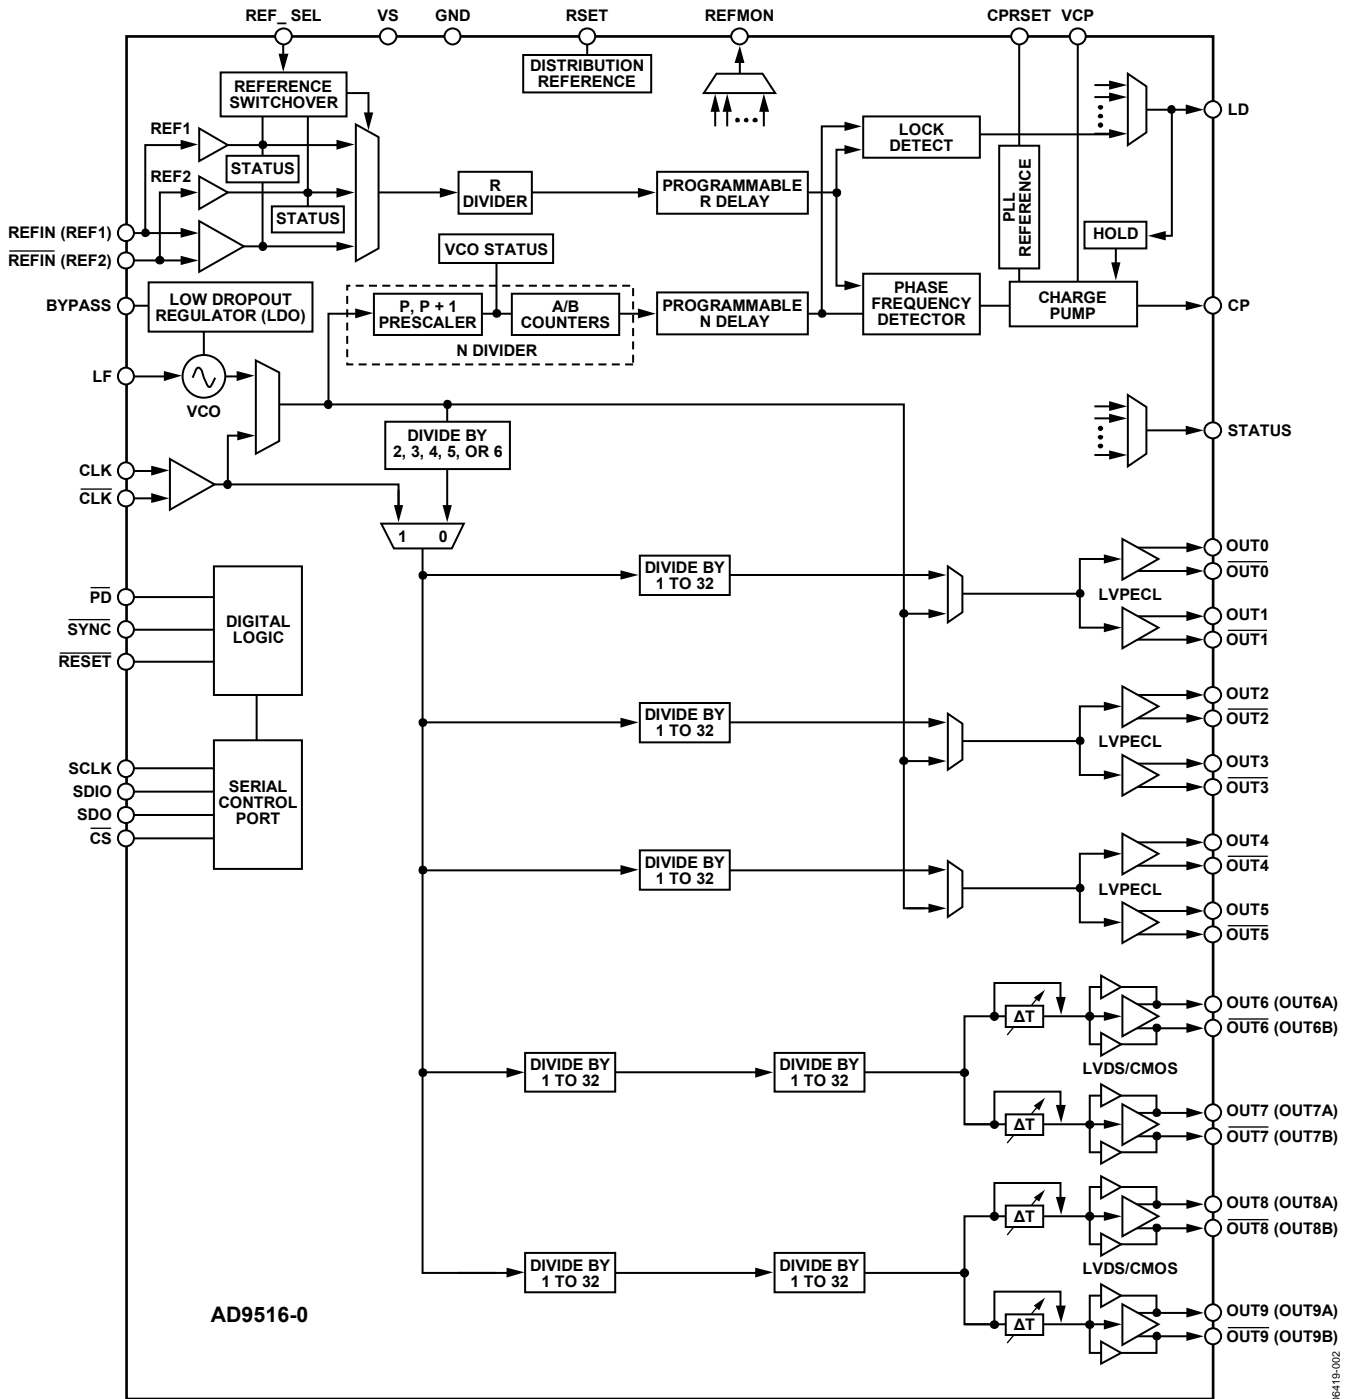 REF_ SEL VS GND RSET REFMON CPRSET VCP
DISTRIBUTION
REFERENCE
REFERENCE
SWITCHOVER
REF1
STATUS
REF2
STATUS
REFIN (REF1)
REFIN (REF2)
R
DIVIDER
PROGRAMMABLE
R DELAY
LOCK
DETECT
LD
PLL
REFERENCE
HOLD
VCO STATUS
BYPASS
LOW DROPOUT
REGULATOR (LDO)
P, P + 1
PRESCALER
A/B
COUNTERS
N DIVIDER
PROGRAMMABLE
N DELAY
PHASE
FREQUENCY
DETECTOR
CHARGE
PUMP
CP
LF
VCO
STATUS
DIVIDE BY
2, 3, 4, 5, OR 6
CLK
CLK
1 0
DIVIDE BY
1 TO 32
LVPECL
OUT0
OUT0
OUT1
OUT1
PD
SYNC
RESET
DIGITAL
LOGIC
DIVIDE BY
1 TO 32
LVPECL
OUT2
OUT2
OUT3
OUT3
SCLK
SDIO
SDO
CS
SERIAL
CONTROL
PORT
DIVIDE BY
1 TO 32
LVPECL
OUT4
OUT4
OUT5
OUT5
DIVIDE BY
1 TO 32
DIVIDE BY
1 TO 32
ΔT
ΔT
LVDS/CMOS
OUT6 (OUT6A)
OUT6 (OUT6B)
OUT7 (OUT7A)
OUT7 (OUT7B)
DIVIDE BY
1 TO 32
DIVIDE BY
1 TO 32
ΔT
ΔT
LVDS/CMOS
OUT8 (OUT8A)
OUT8 (OUT8B)
OUT9 (OUT9A)
OUT9 (OUT9B)
AD9516-0
06419-002